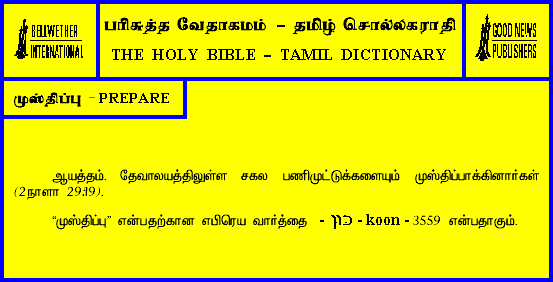 BELLWETHER
INTERNATIONAL
பரிசுத்த வேதாகமம் – தமிழ் சொல்லகராதி
THE HOLY BIBLE – TAMIL DICTIONARY
GOOD NEWS
PUBLISHERS
முஸ்திப்பு - PREPARE
ஆயத்தம். தேவாலயத்திலுள்ள சகல பணிமுட்டுக்களையும் முஸ்திப்பாக்கினார்கள்
(2நாளா 29:19).
“முஸ்திப்பு” என்பதற்கான எபிரெய வார்த்தை - כון - koon - 3559 என்பதாகும்.